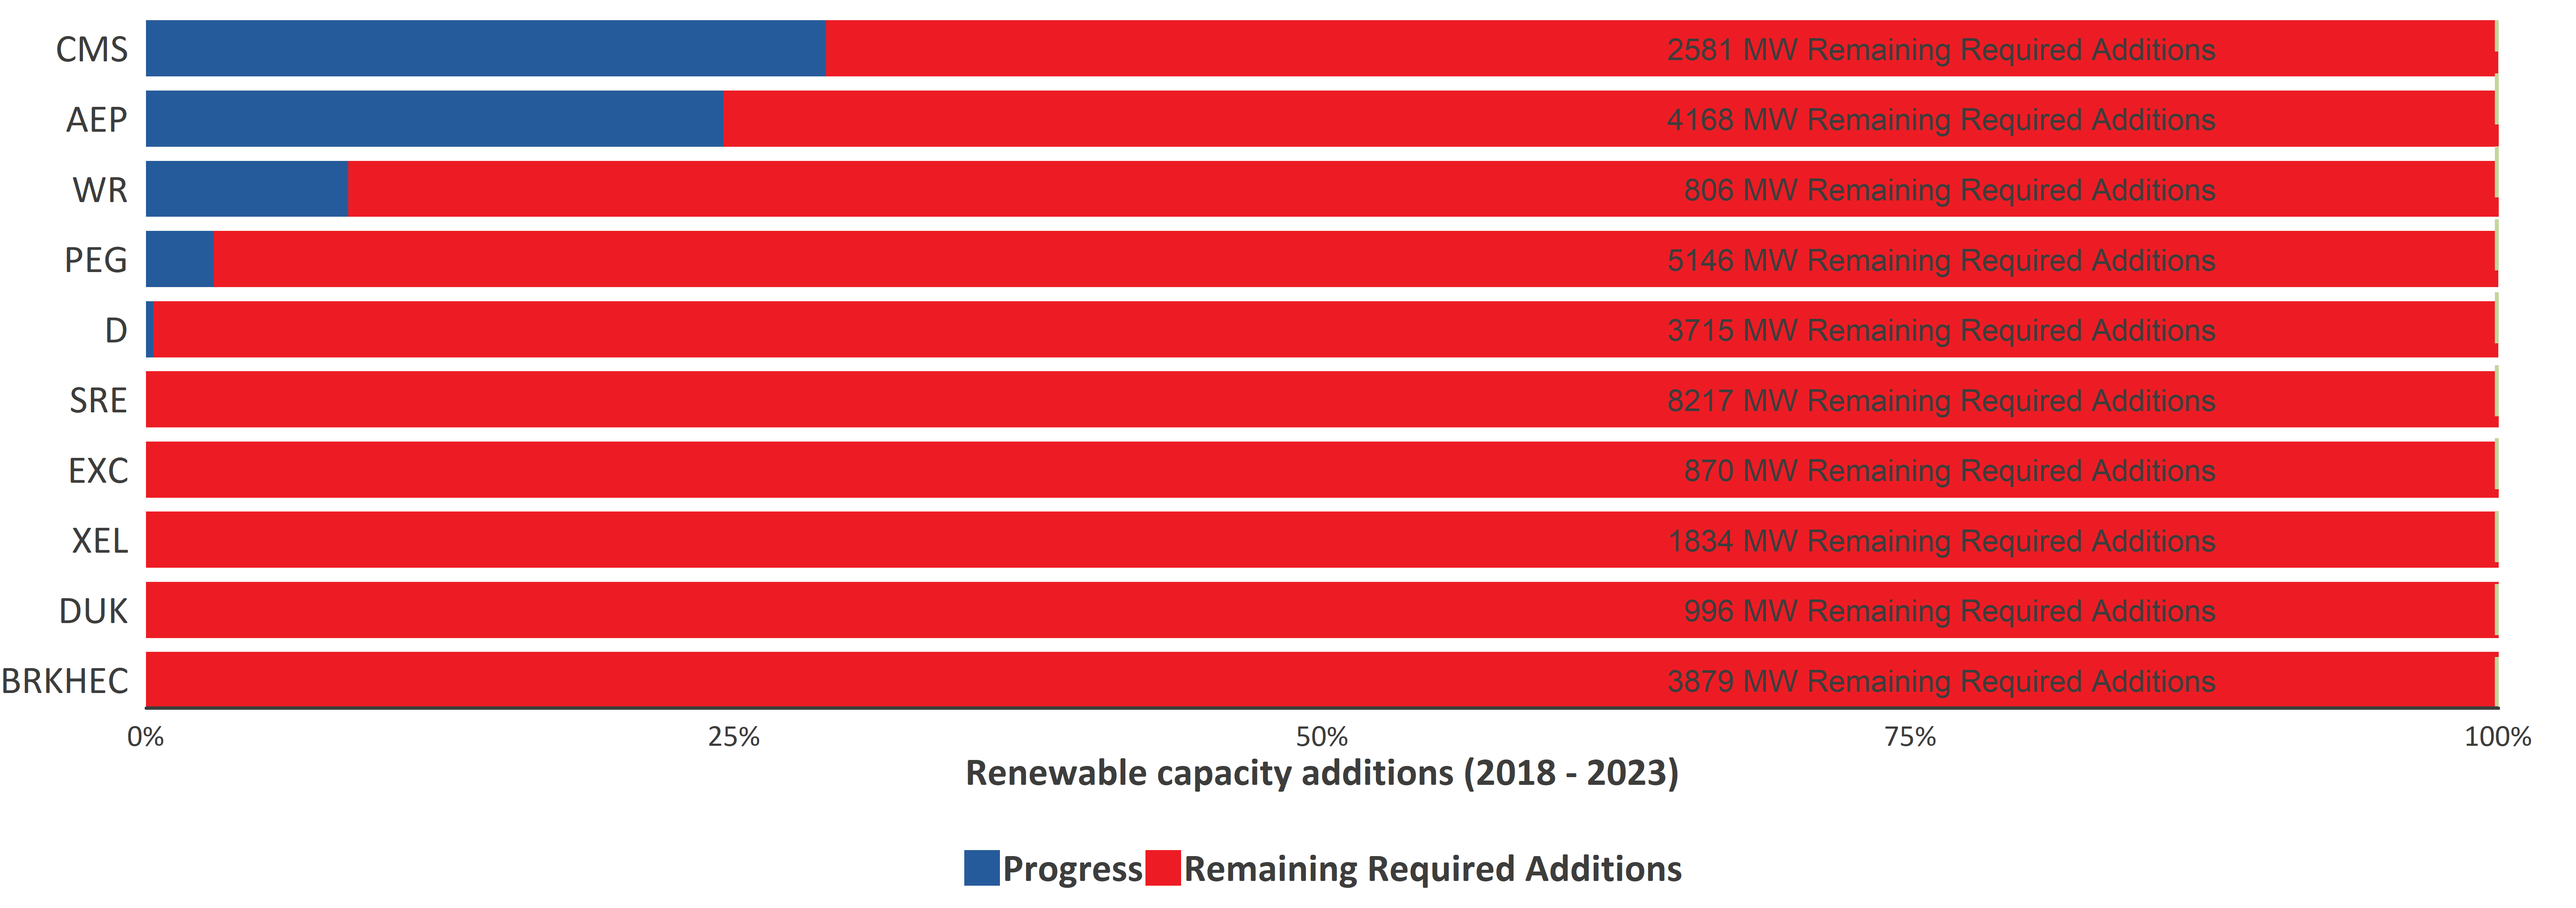 CMS 2581 MW Remaining Required Additions
AEP 4168 MW Remaining Required Additions
WR 806 MW Remaining Required Additions
PEG 5146 MW Remaining Required Additions
D 3715 MW Remaining Required Additions
SRE 8217 MW Remaining Required Additions
EXC 870 MW Remaining Required Additions
XEL 1834 MW Remaining Required Additions
DUK 996 MW Remaining Required Additions
BRKHEC 3879 MW Remaining Required Additions
0% 25% 50% 75% 100%
Renewable capacity additions (2018 - 2023)
Progress Remaining Required Additions